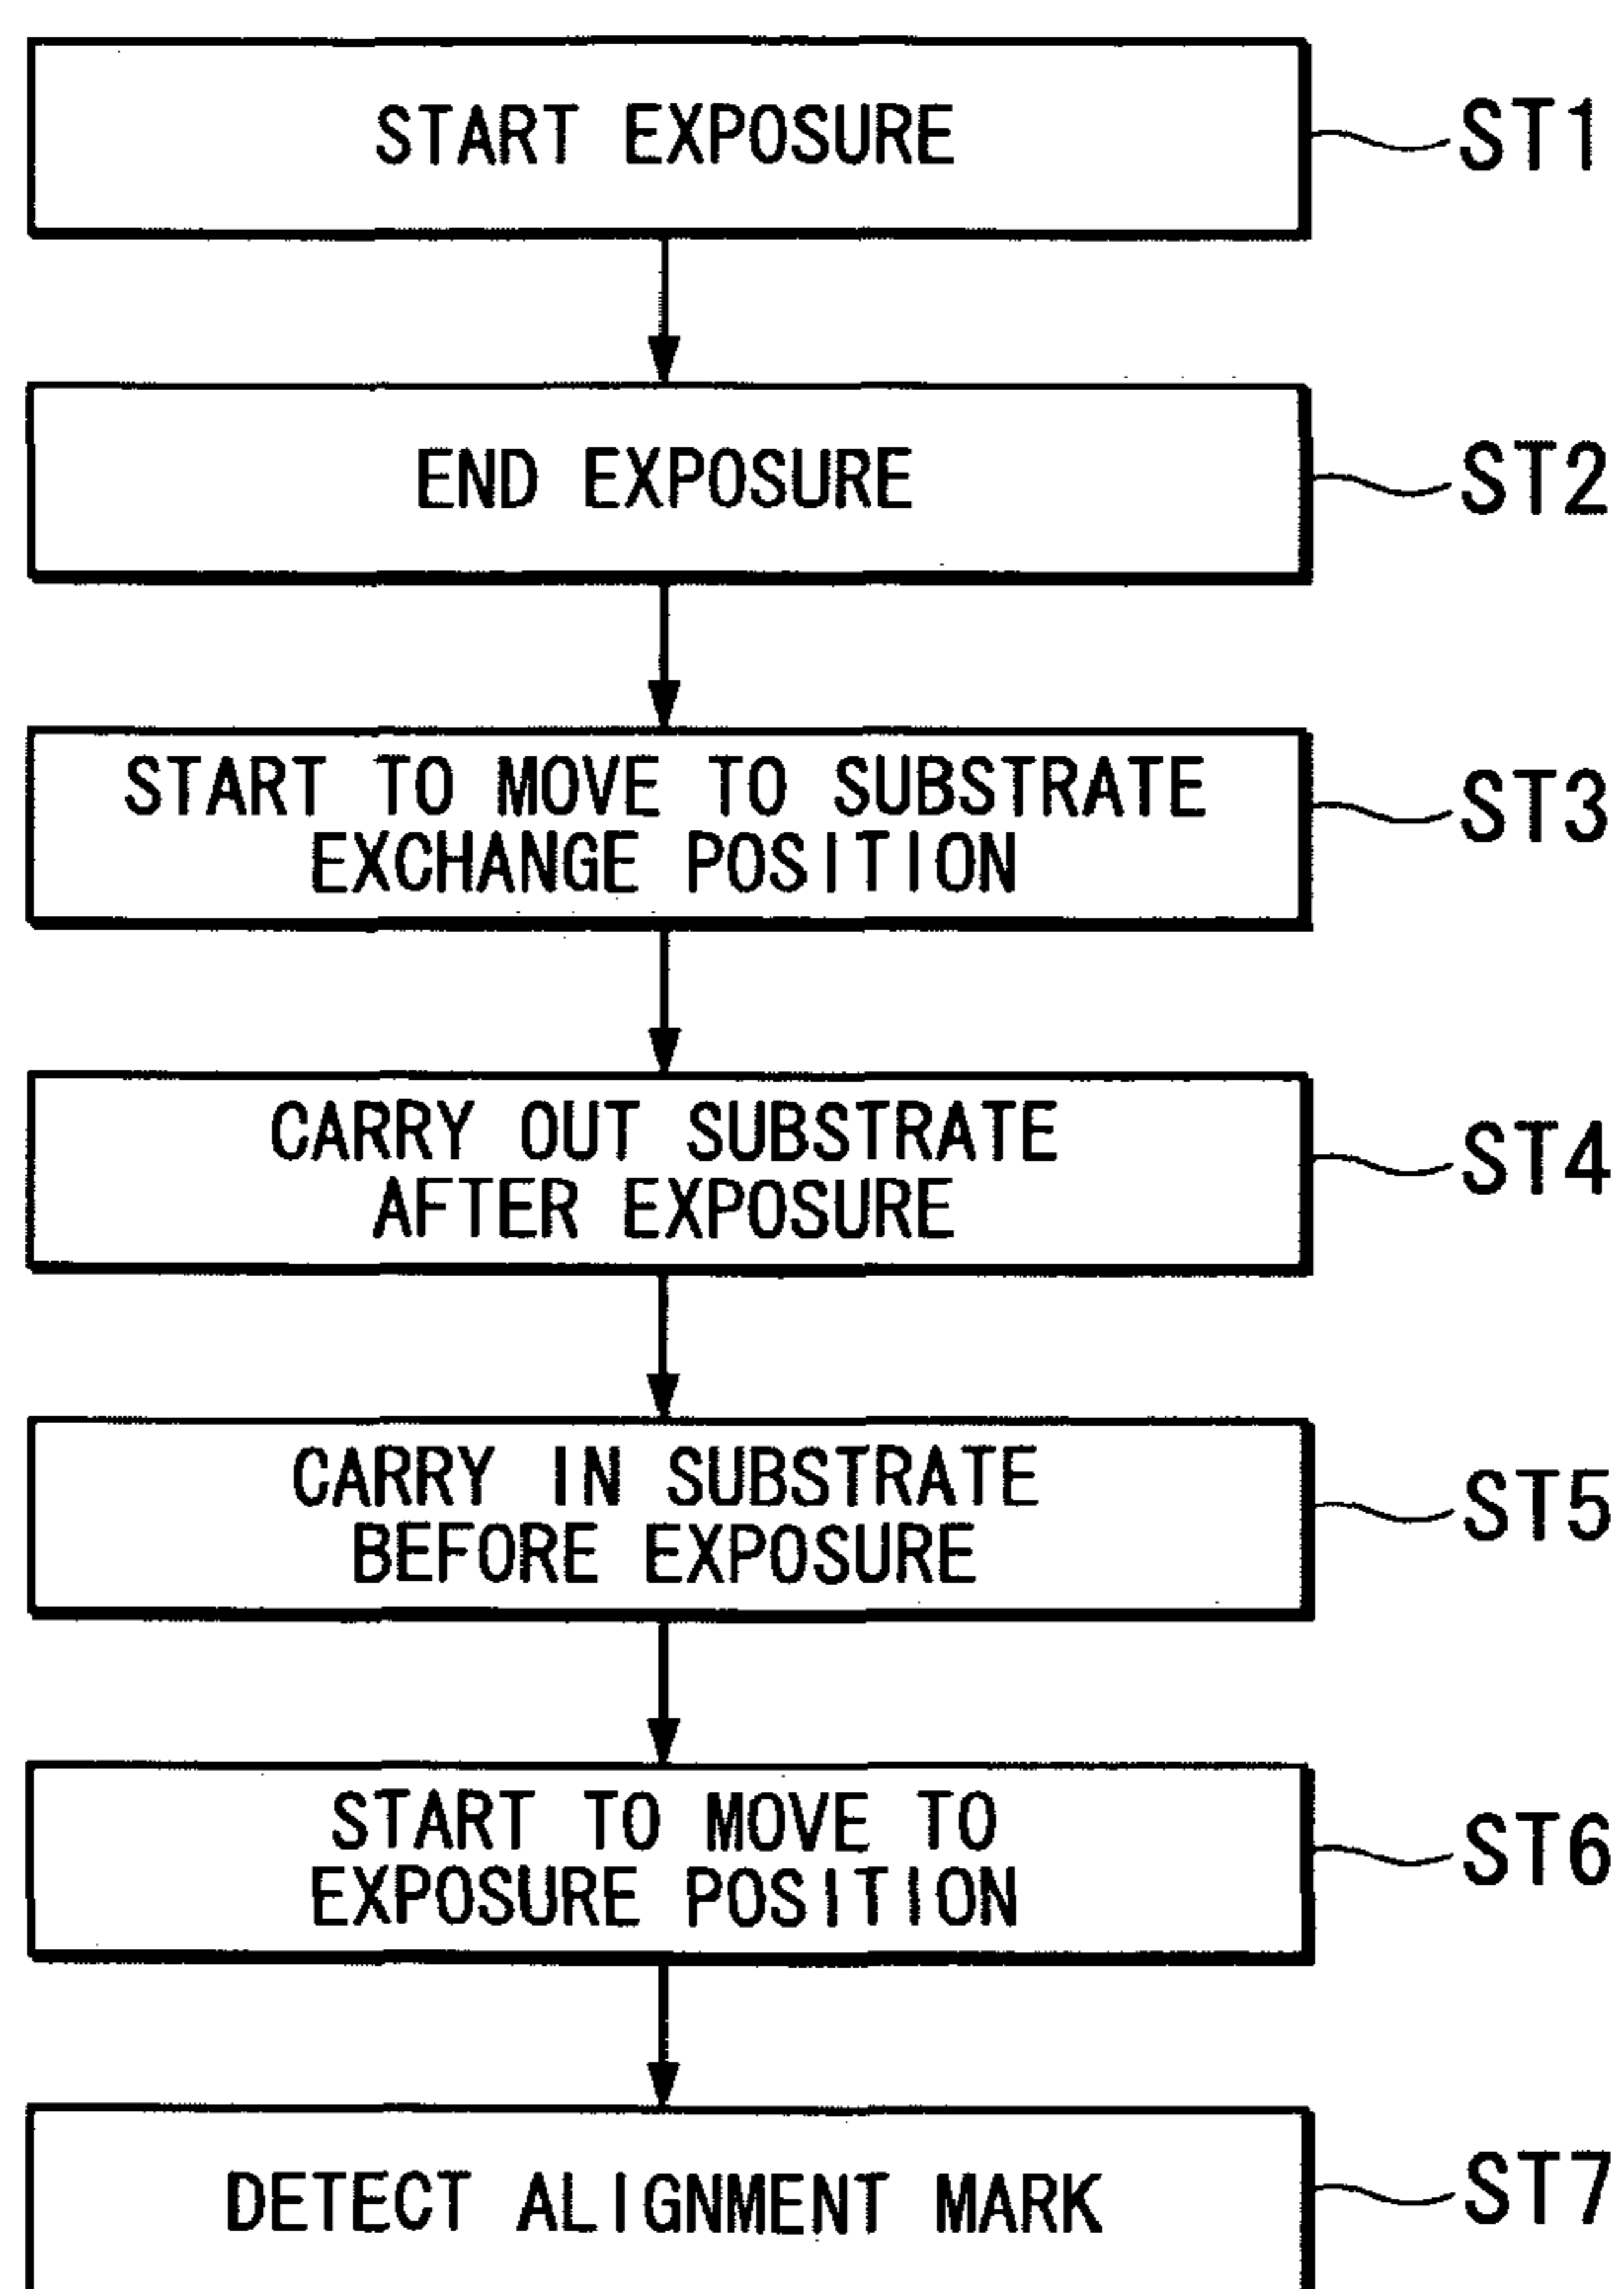 START EXPOSURE
ST1
END EXPOSURE
ST2
START TO MOVE TO SUBSTRATE
EXCHANGE POSITION
ST3
CARRY OUT SUBSTRATE
AFTER EXPOSURE
ST4
CARRY IN SUBSTRATE
BEFORE EXPOSURE
ST5
START TO MOVE TO
EXPOSURE POSITION
ST6
DETECT ALIGNMENT MARK
ST7